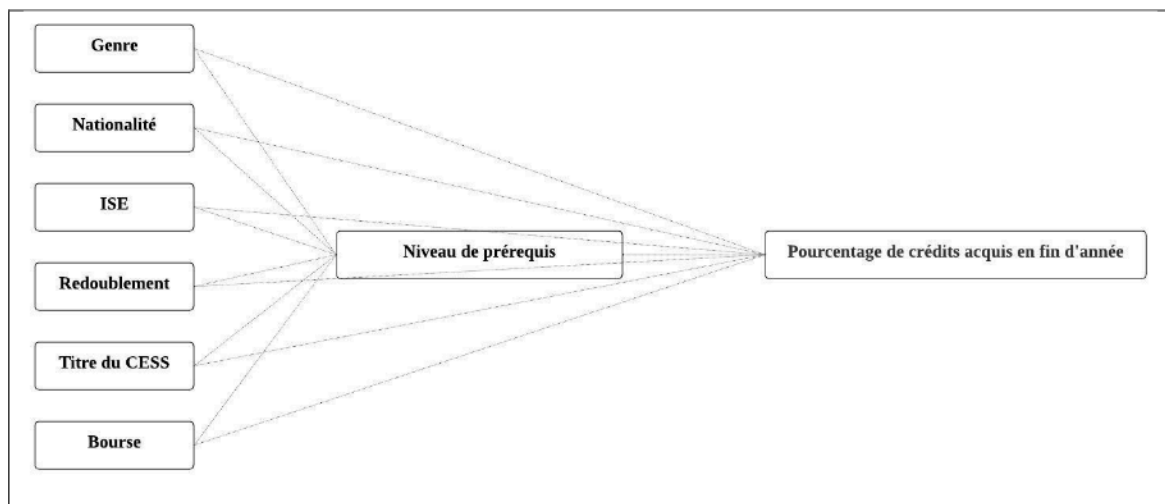 Genre
Nationalité
ISE
Niveau de prérequis
Pourcentage de crédits acquis en fin d'année
Redoublement
Titre du CESS
Bourse